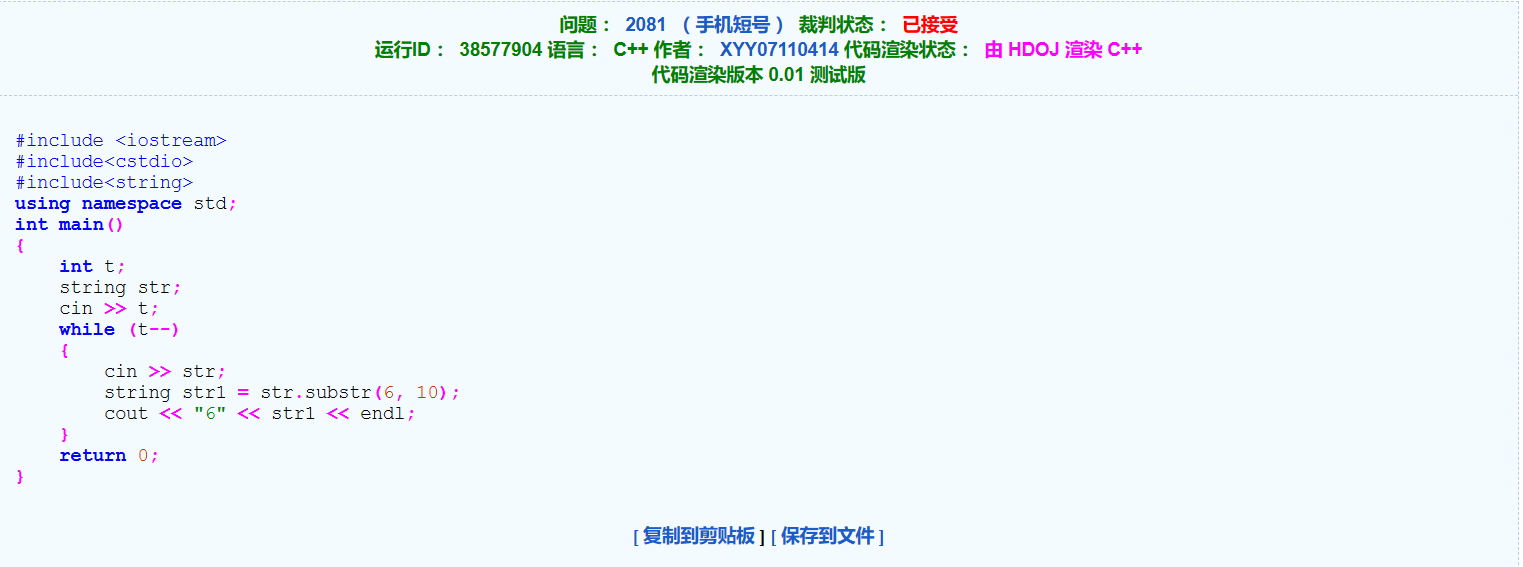 问题： 2081 （手机短号） 裁判状态： 已接受
运行ID： 38577904 语言： C++ 作者： XYY07110414 代码渲染状态： 由 HDOJ 渲染 C++
代码渲染版本 0.01 测试版
#include <iostream>
#include<cstdio>
#include<string>
using namespace std;
int main()
{
    int t;
    string str;
    cin >> t;
    while (t--)
    {
        cin >> str;
        string str1 = str.substr(6, 10);
        cout << "6" << str1 << endl;
    }
    return 0;
}
[ 复制到剪贴板 ] [ 保存到文件 ]